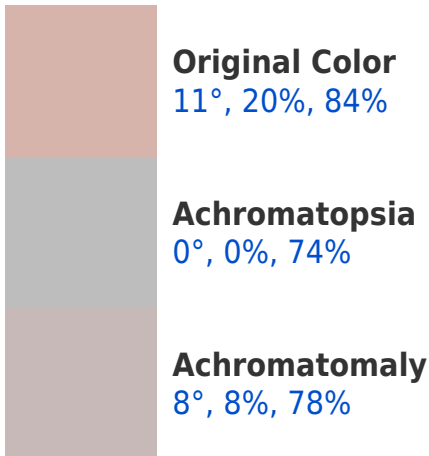 Original Color
11°, 20%, 84%
Achromatopsia
0°, 0%, 74%
Achromatomaly
8°, 8%, 78%